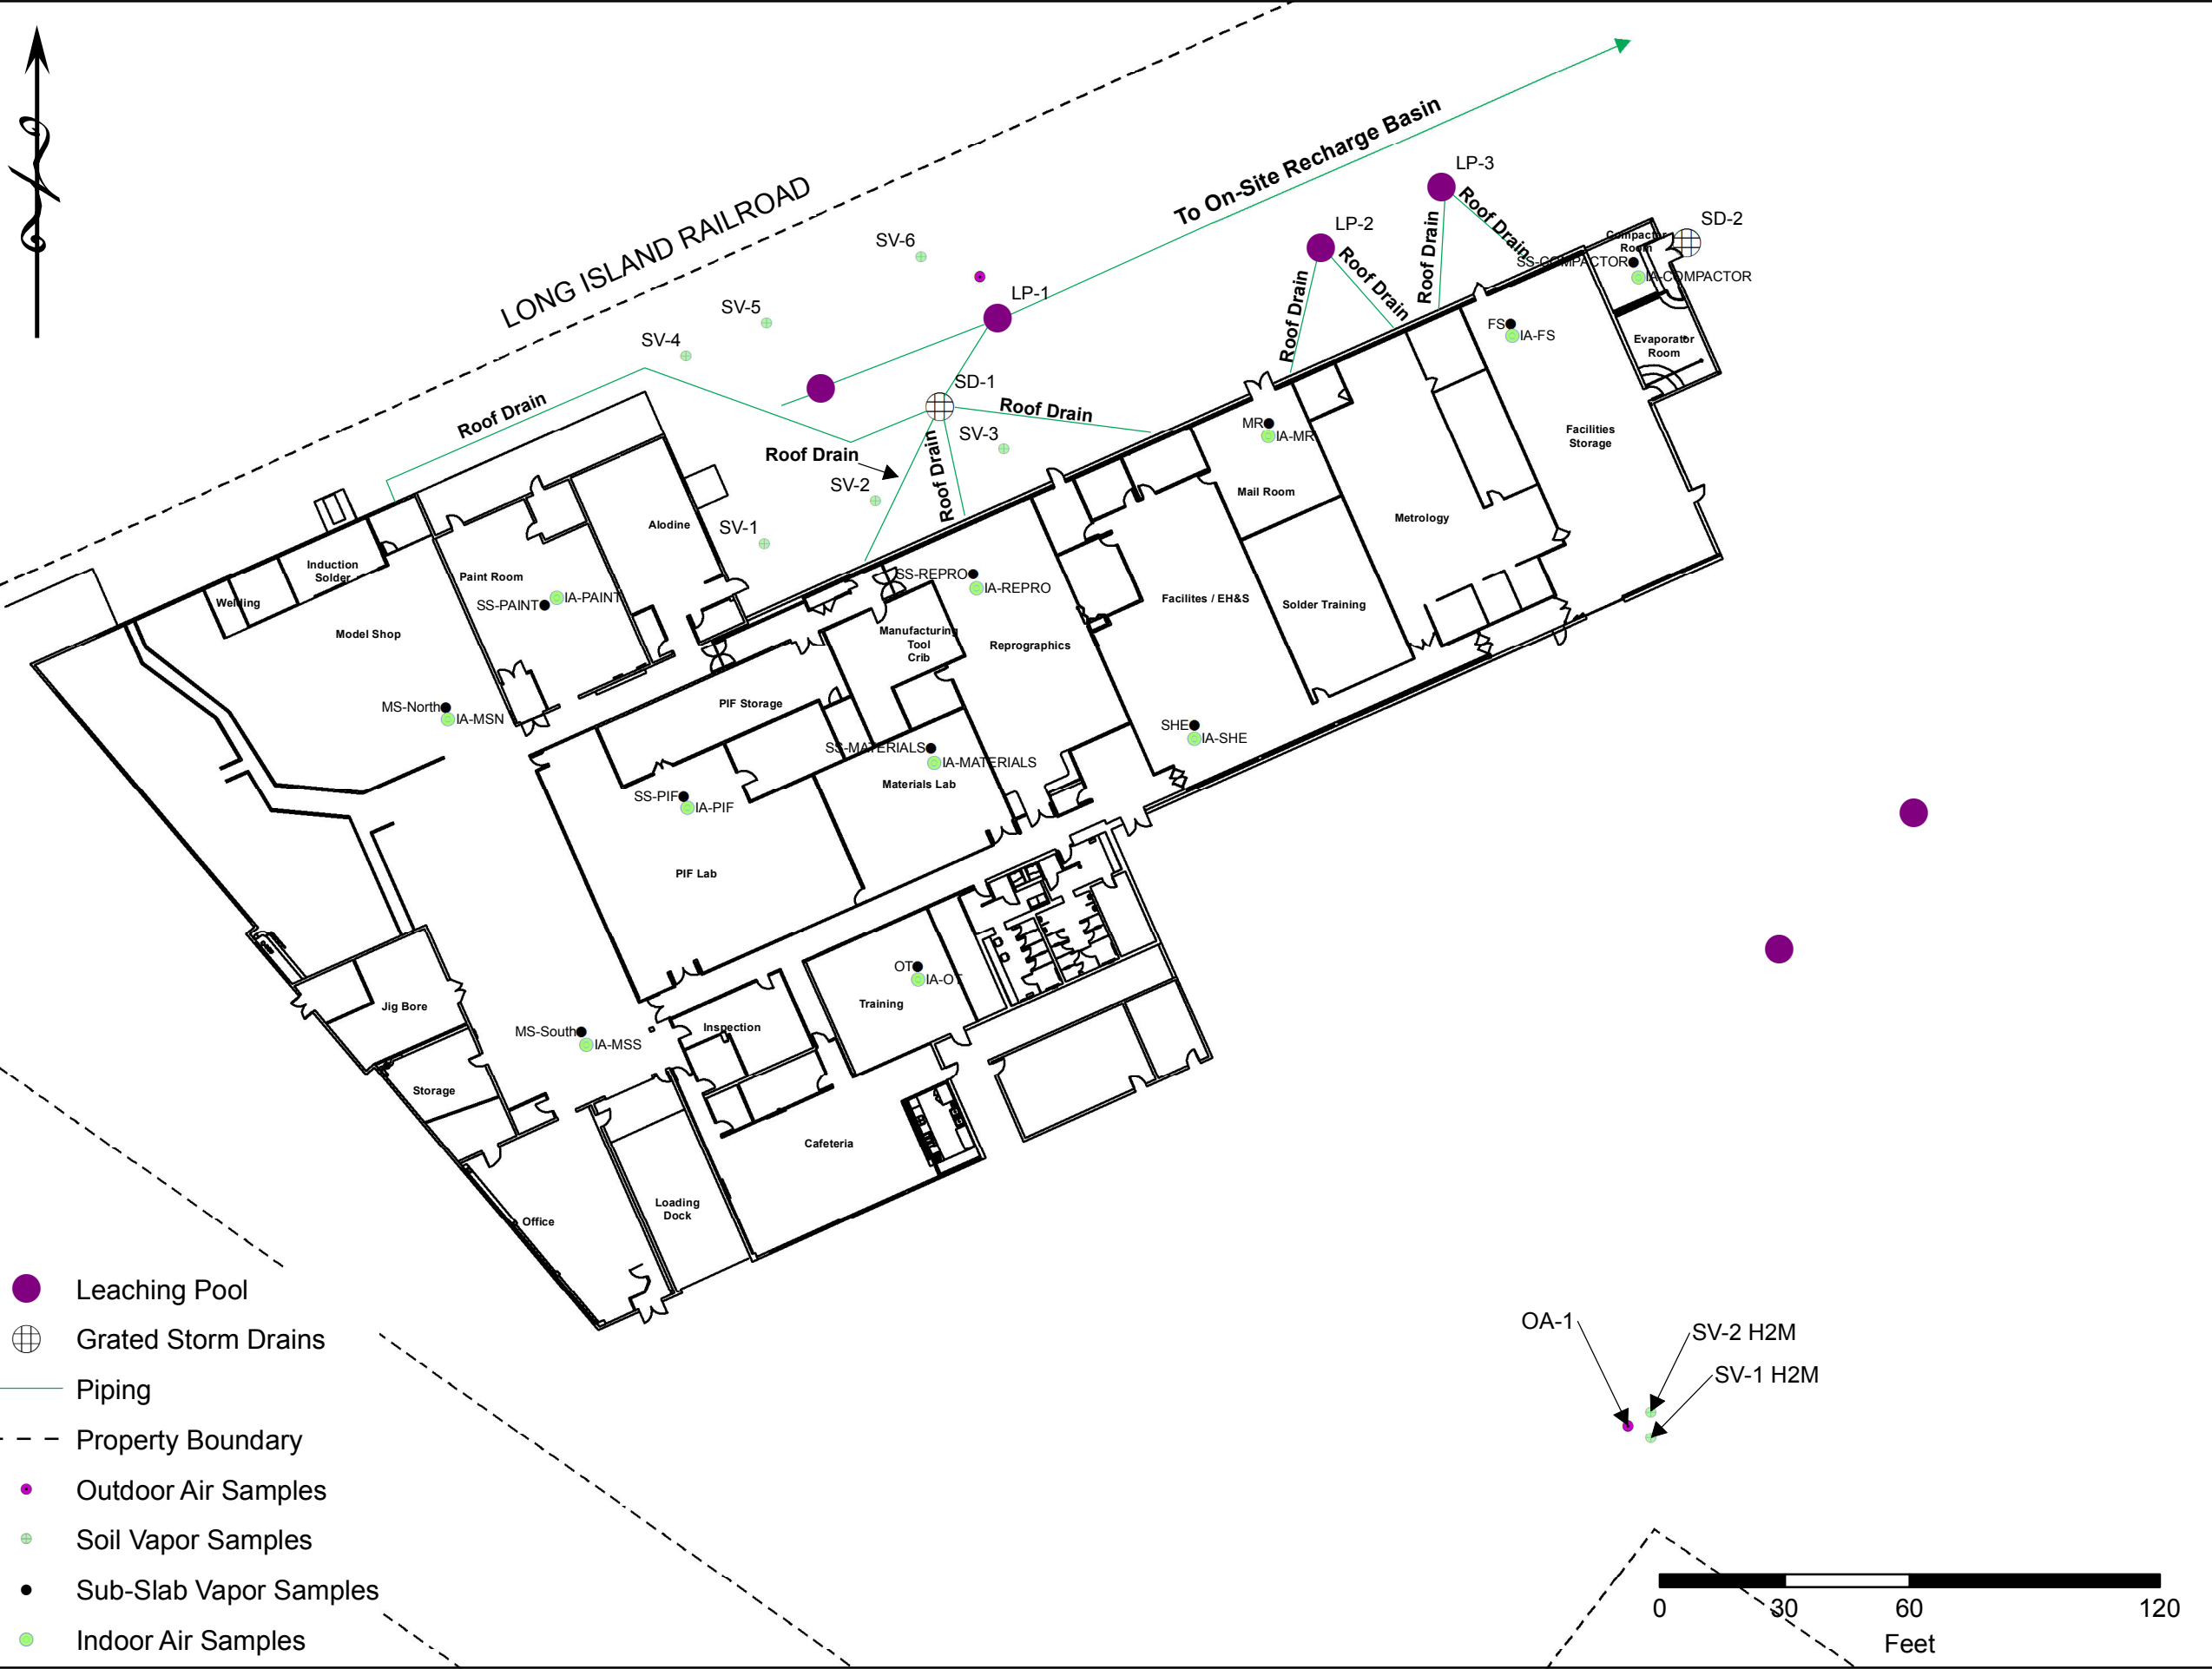 LONG ISLAND RAILROAD
To On-Site Recharge Basin
LP-3
Roof Drain
Roof Drain
SD-2
LP-2
Roof Drain
Roof Drain
Compactor
Room
SS-COMPACTOR
IA-COMPACTOR
SV-6
LP-1
SV-5
SV-4
FS
IA-FS
Evaporator
Room
SD-1
Roof Drain
Roof Drain
SV-3
Roof Drain
Roof Drain
MR
IA-MR
Facilities
Storage
SV-2
Mail Room
Metrology
SV-1
Alodine
Induction
Solder
Paint Room
SS-PAINT
IA-PAINT
SS-REPRO
IA-REPRO
Welding
Model Shop
Facilites / EH&S
Solder Training
Manufacturing
Tool
Crib
Reprographics
MS-North
IA-MSN
PIF Storage
SHE
IA-SHE
SS-MATERIALS
IA-MATERIALS
Materials Lab
SS-PIF
IA-PIF
PIF Lab
OT
IA-OT
Training
Jig Bore
MS-South
IA-MSS
Inspection
Storage
Cafeteria
Loading
Dock
Office
OA-1
SV-2 H2M
SV-1 H2M
Leaching Pool
Grated Storm Drains
Piping
Property Boundary
Outdoor Air Samples
Soil Vapor Samples
Sub-Slab Vapor Samples
Indoor Air Samples
0 30 60 120
Feet